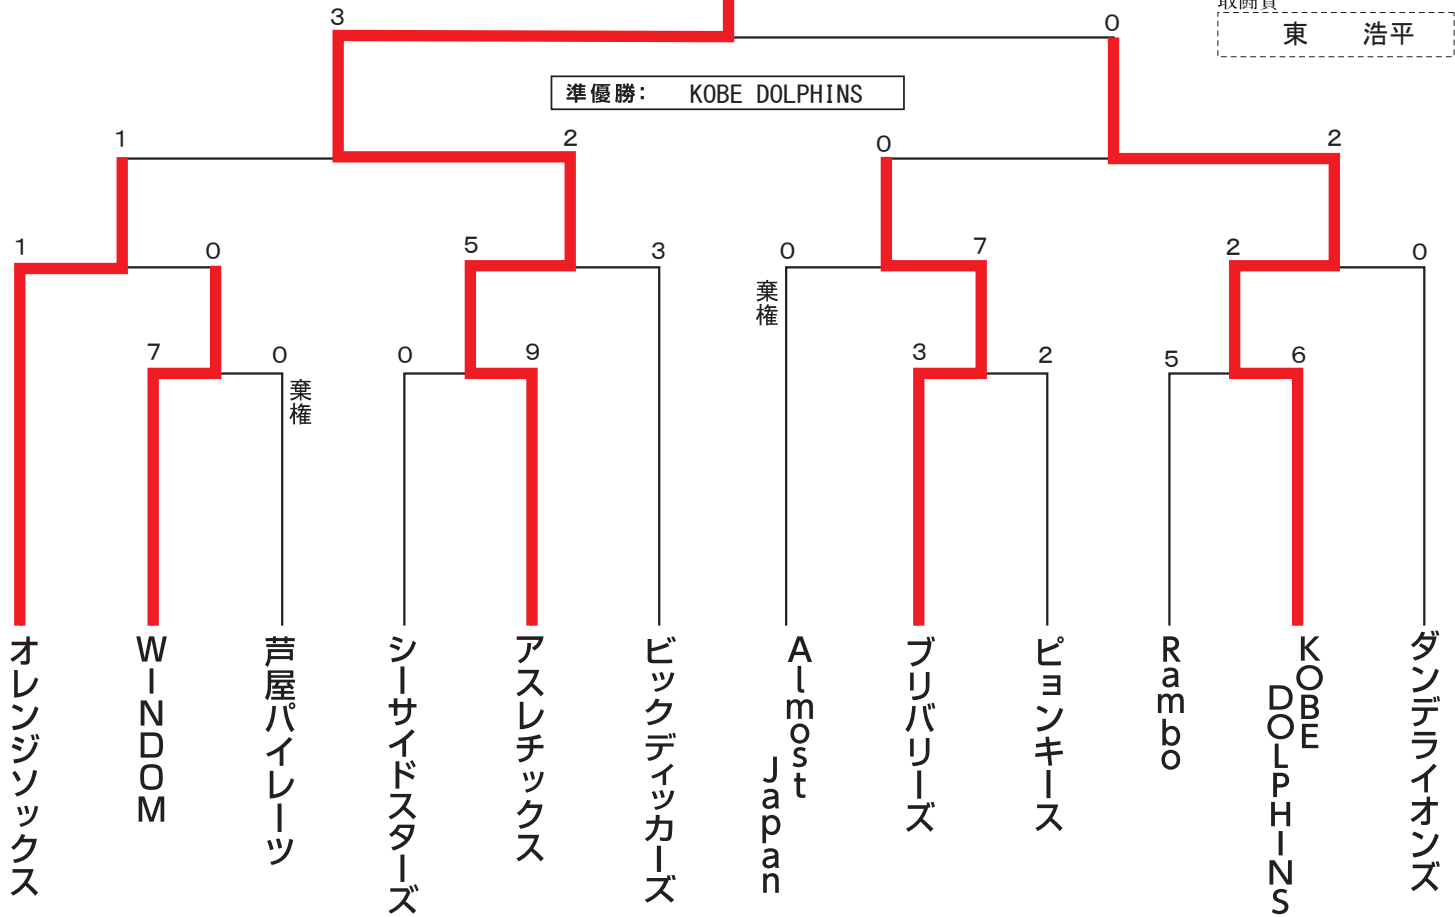 取闘賞
東 浩平
3
0
準優勝: KOBE DOLPHINS
1
2
0
2
1
0
5
3
0
7
2
0
棄権
7
0
0
9
3
2
5
6
棄権
オレンジソックス
WINDOM
芦屋パイレーツ
シーサイドスターズ
アスレチックス
ビックディッカーズ
Almost
Japan
ブリバリーズ
ピョンキース
Rambo
KOBE
DOLPHINS
ダンデライオンズ